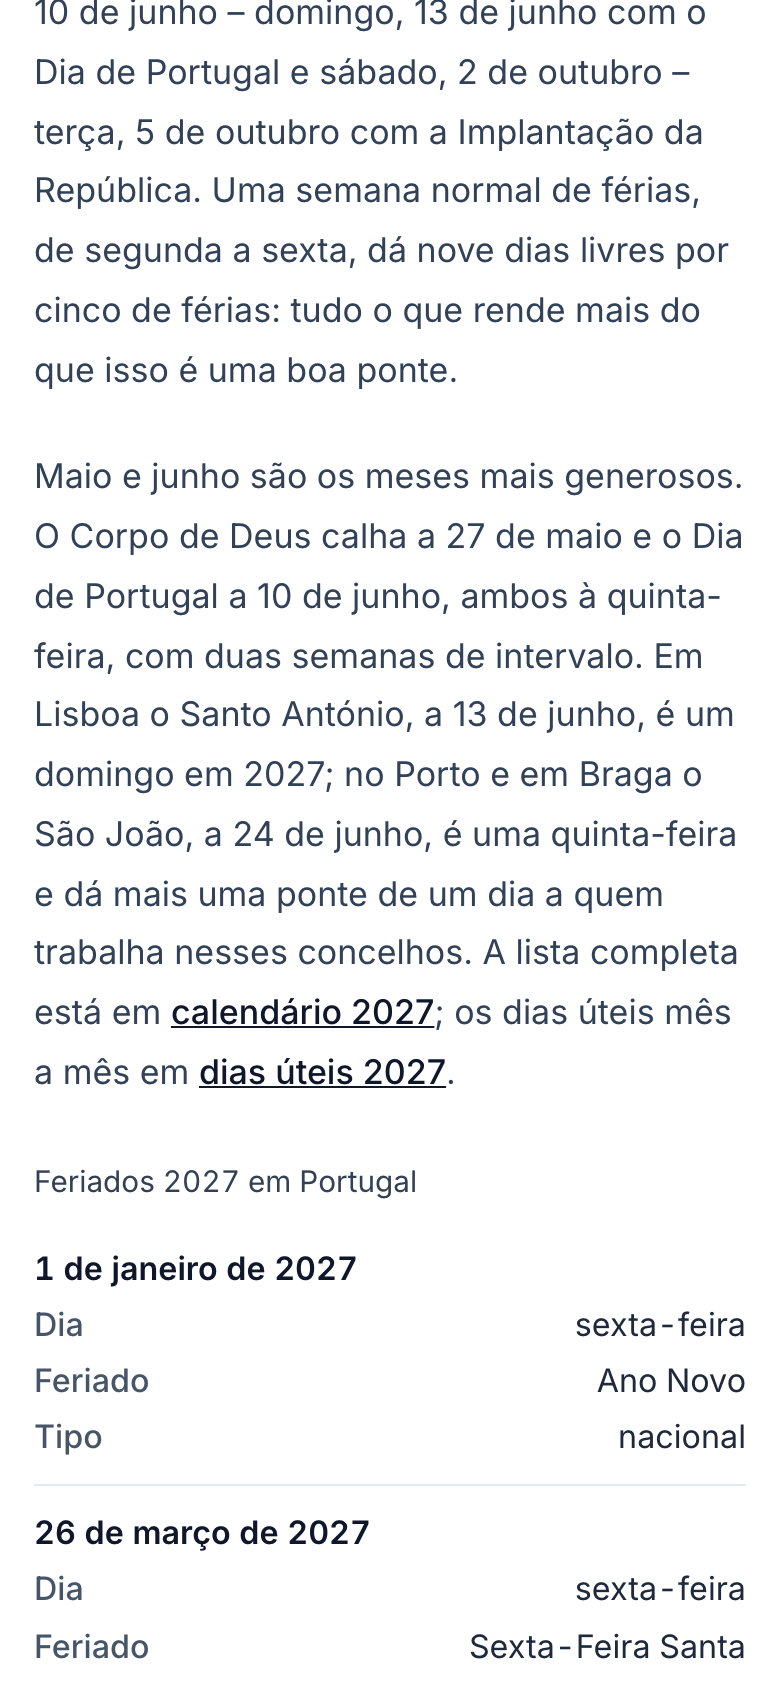 10 de junho – domingo, 13 de junho com o
Dia de Portugal e sábado, 2 de outubro –
terça, 5 de outubro com a Implantação da
República. Uma semana normal de férias,
de segunda a sexta, dá nove dias livres por
cinco de férias: tudo o que rende mais do
que isso é uma boa ponte.
Maio e junho são os meses mais generosos.
O Corpo de Deus calha a 27 de maio e o Dia
de Portugal a 10 de junho, ambos à quinta-
feira, com duas semanas de intervalo. Em
Lisboa o Santo António, a 13 de junho, é um
domingo em 2027; no Porto e em Braga o
São João, a 24 de junho, é uma quinta-feira
e dá mais uma ponte de um dia a quem
trabalha nesses concelhos. A lista completa
está em calendário 2027; os dias úteis mês
a mês em dias úteis 2027.
Feriados 2027 em Portugal
1 de janeiro de 2027
Dia sexta-feira
Feriado Ano Novo
Tipo nacional
26 de março de 2027
Dia sexta-feira
Feriado Sexta-Feira Santa